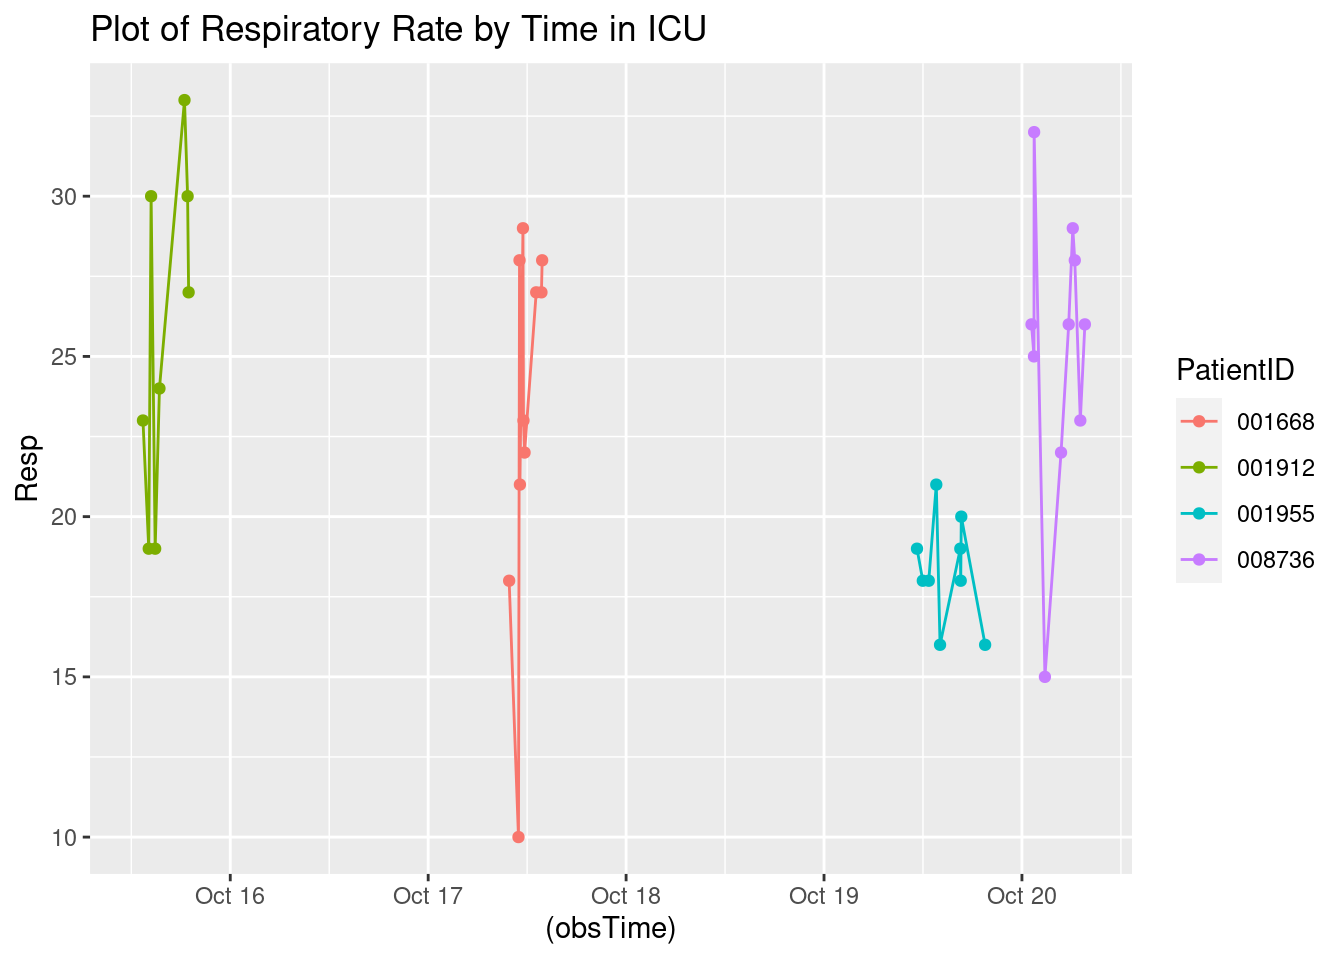 Plot of Respiratory Rate by Time in ICU
30
25
20
15
10
Resp
Oct 16 Oct 17 Oct 18 Oct 19 Oct 20
(obsTime)
PatientID
001668
001912
001955
008736